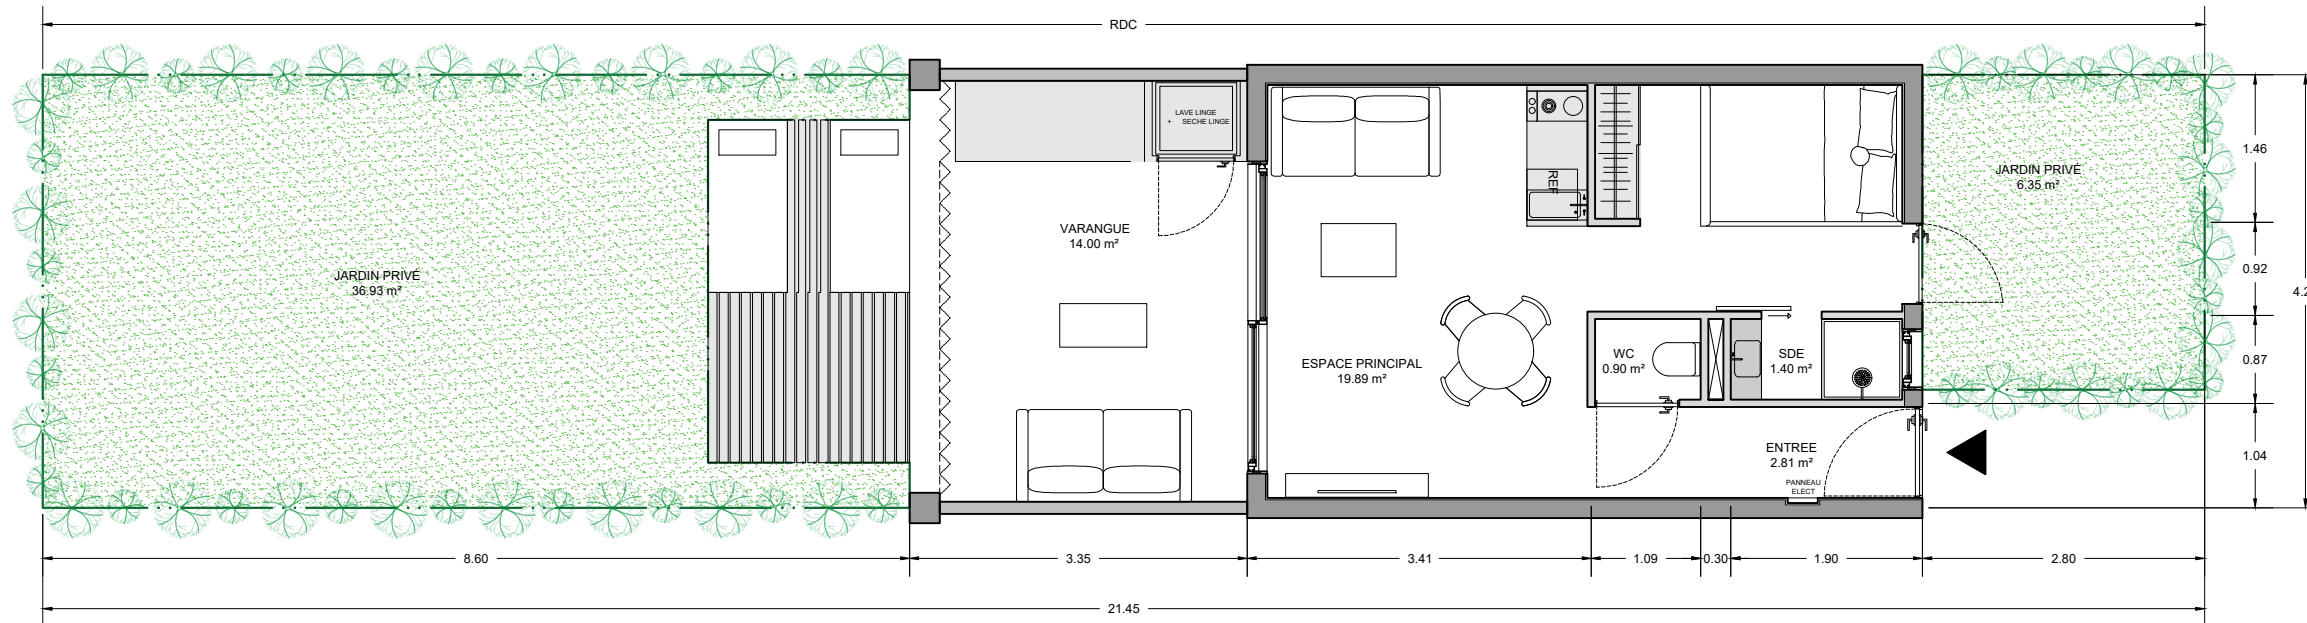 RDC
LAVE LINGE
+ SECHE LINGE
JARDIN PRIVÉ
6.35 m²
1.46
REF
VARANGUE
14.00 m²
JARDIN PRIVÉ
36.93 m²
0.92
ESPACE PRINCIPAL
19.89 m²
WC
0.90 m²
SDE
1.40 m²
0.87
ENTREE
2.81 m²
PANNEAU
ELECT
1.04
8.60
3.35
3.41
1.09
0.30
1.90
2.80
21.45